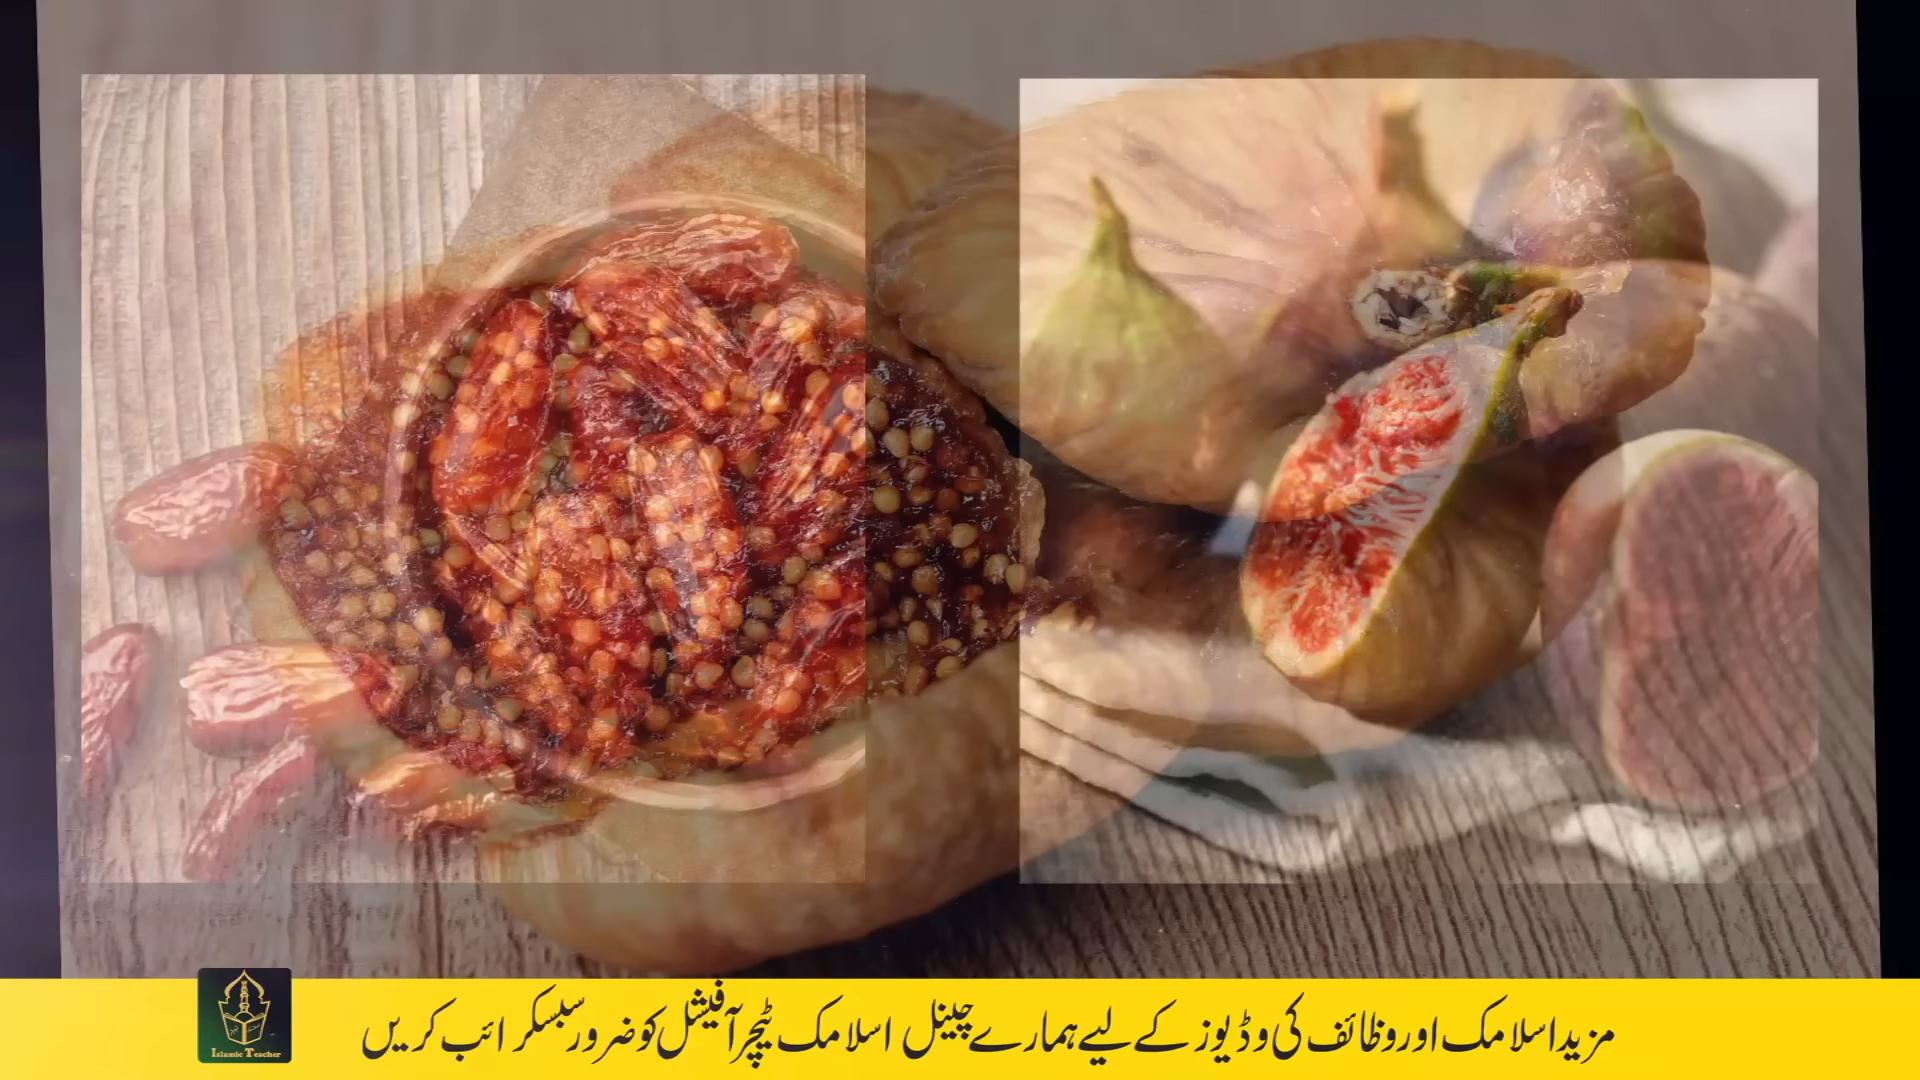 مزید اسلامک اور وظائف کی وڈیوز کے لیے ہمارے چینل اسلامک ٹیچر آفیشل کو ضرور سبسکرائب کریں
Islamic Teacher